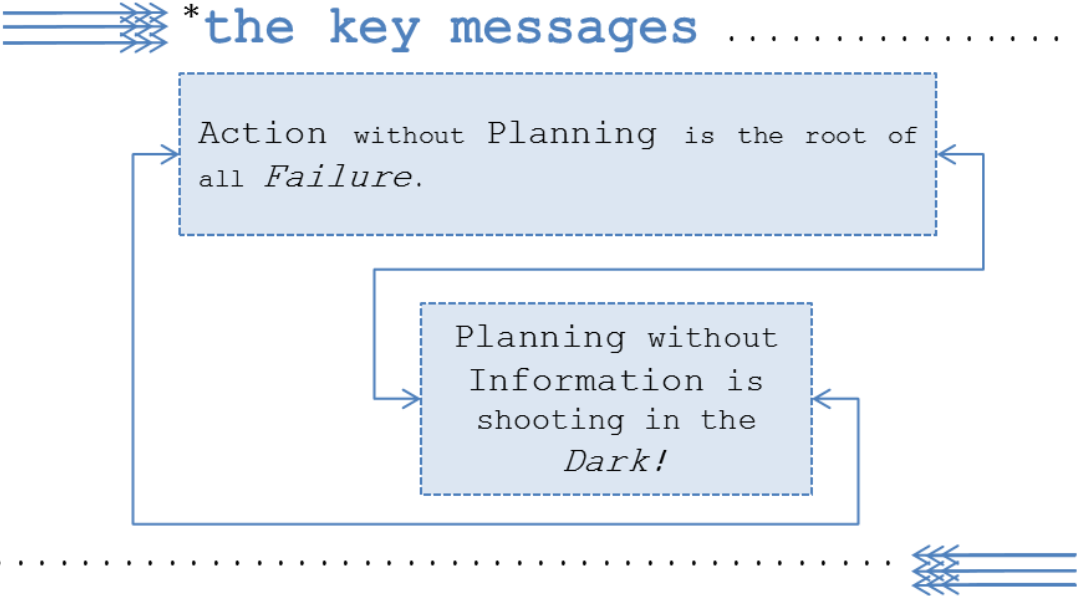 *the key messages ................
Action without Planning is the root of
all Failure.
Planning without
Information is
shooting in the
Dark!